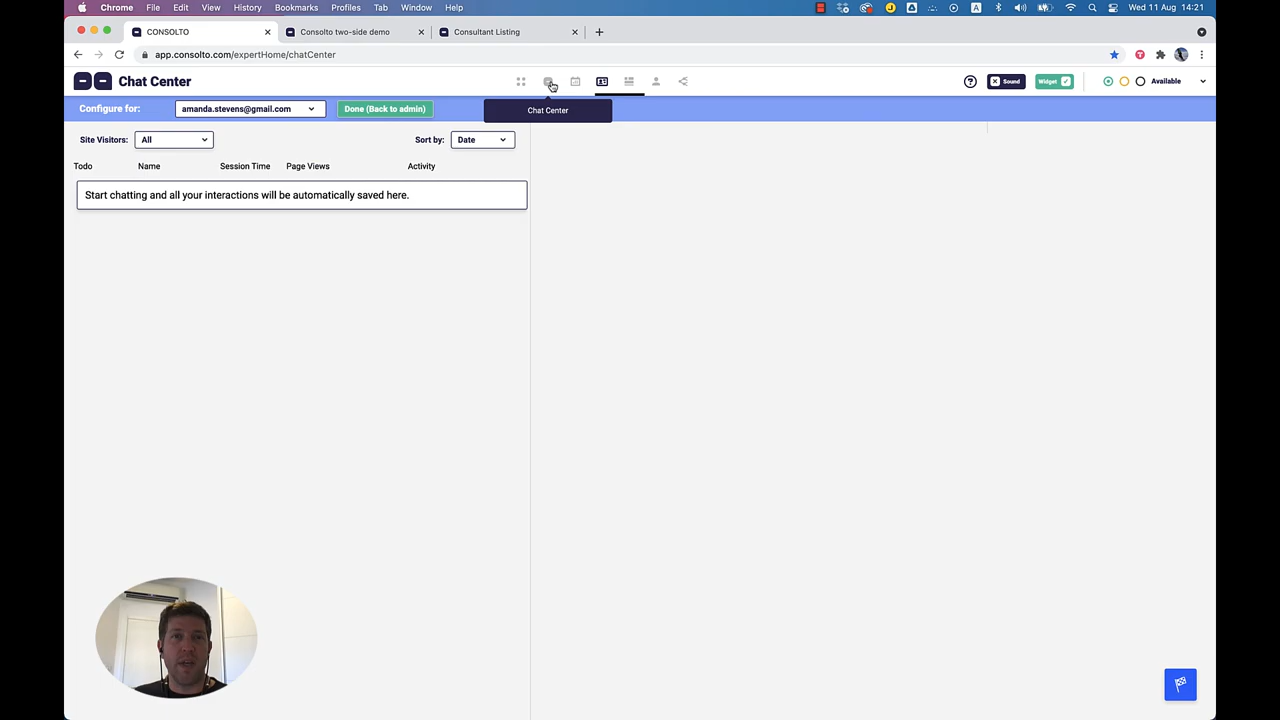 Chrome File Edit View History Bookmarks Profiles Tab Window Help Wed 11 Aug 14:21
CONSOLTO Consolto two-side demo Consultant Listing
app.consolto.com/expertHome/chatCenter
Chat Center Sound Widget Available
Configure for: amanda.stevens@gmail.com Done (Back to admin) Chat Center
Site Visitors: All Sort by: Date
Todo Name Session Time Page Views Activity
Start chatting and all your interactions will be automatically saved here.